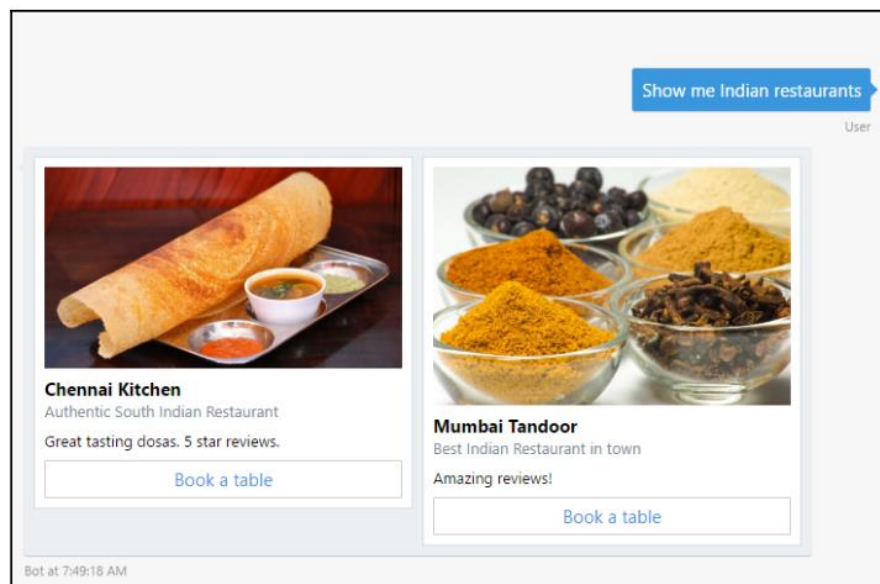 Show me Indian restaurants
User
Chennai Kitchen
Authentic South Indian Restaurant
Great tasting dosas. 5 star reviews.
Book a table
Mumbai Tandoor
Best Indian Restaurant in town
Amazing reviews!
Book a table
Bot at 7:49:18 AM